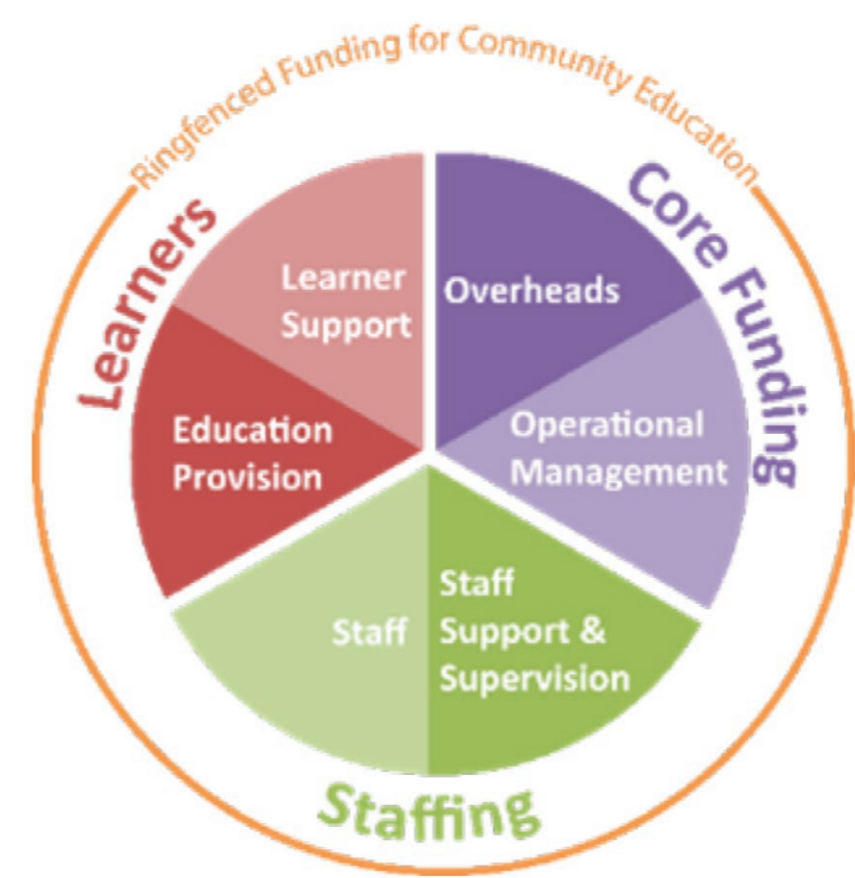 Ringfenced Funding for Community Education
Learners
Core Funding
Learner
Support
Overheads
Education
Provision
Operational
Management
Staff
Staff
Support &
Supervision
Staffing